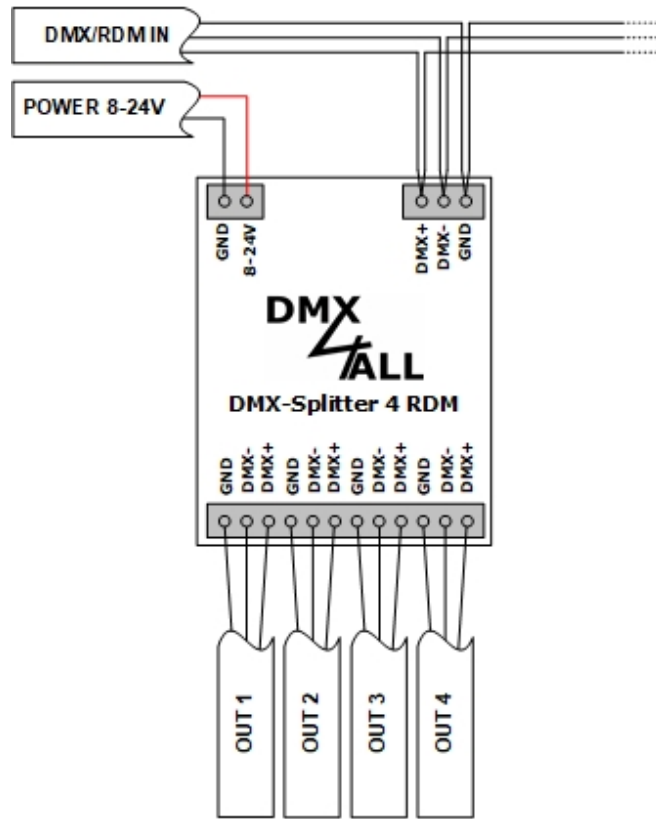 DMX/RDM IN
POWER 8-24V
GND
8-24V
DMX+
DMX-
GND
DMX
4
ALL
DMX-Splitter 4 RDM
GND
DMX-
DMX+
GND
DMX-
DMX+
GND
DMX-
DMX+
GND
DMX-
DMX+
OUT 1
OUT 2
OUT 3
OUT 4